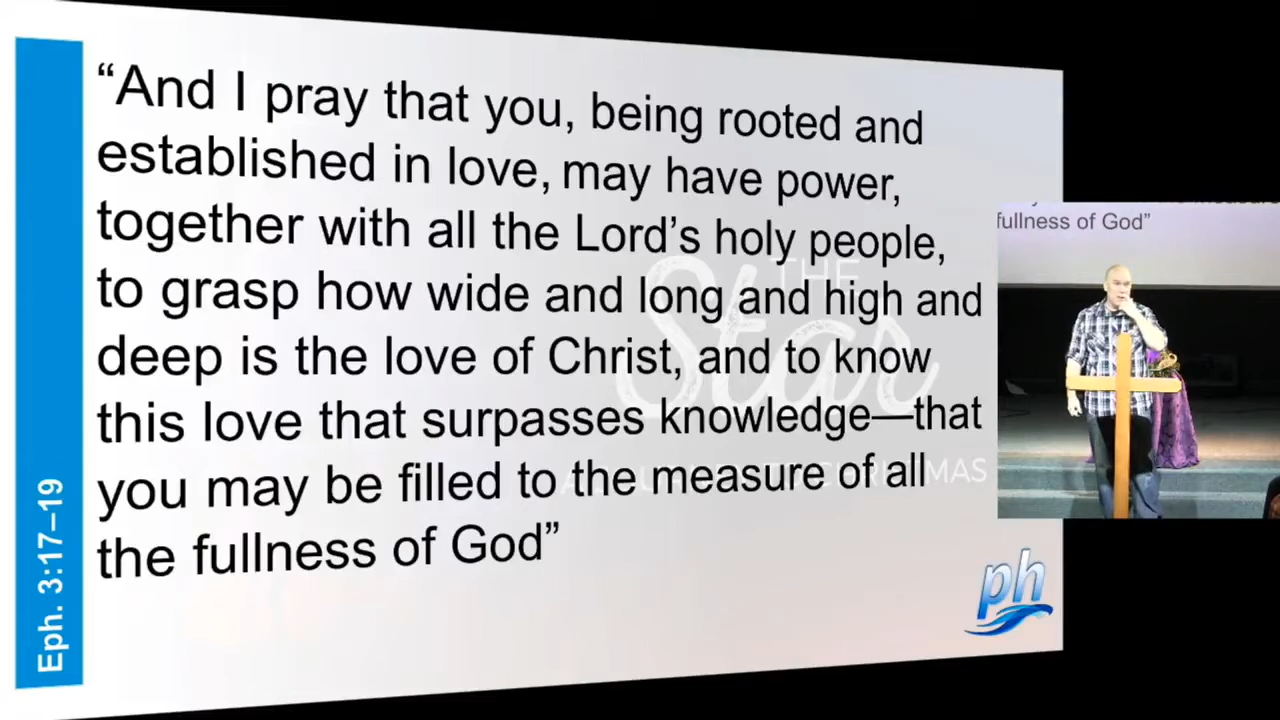 “And I pray that you, being rooted and
established in love, may have power,
together with all the Lord’s holy people,
to grasp how wide and long and high and
deep is the love of Christ, and to know
this love that surpasses knowledge—that
you may be filled to the measure of all
the fullness of God”
Eph. 3:17–19
THE
Star
CHRISTMAS
ph
fullness of God”